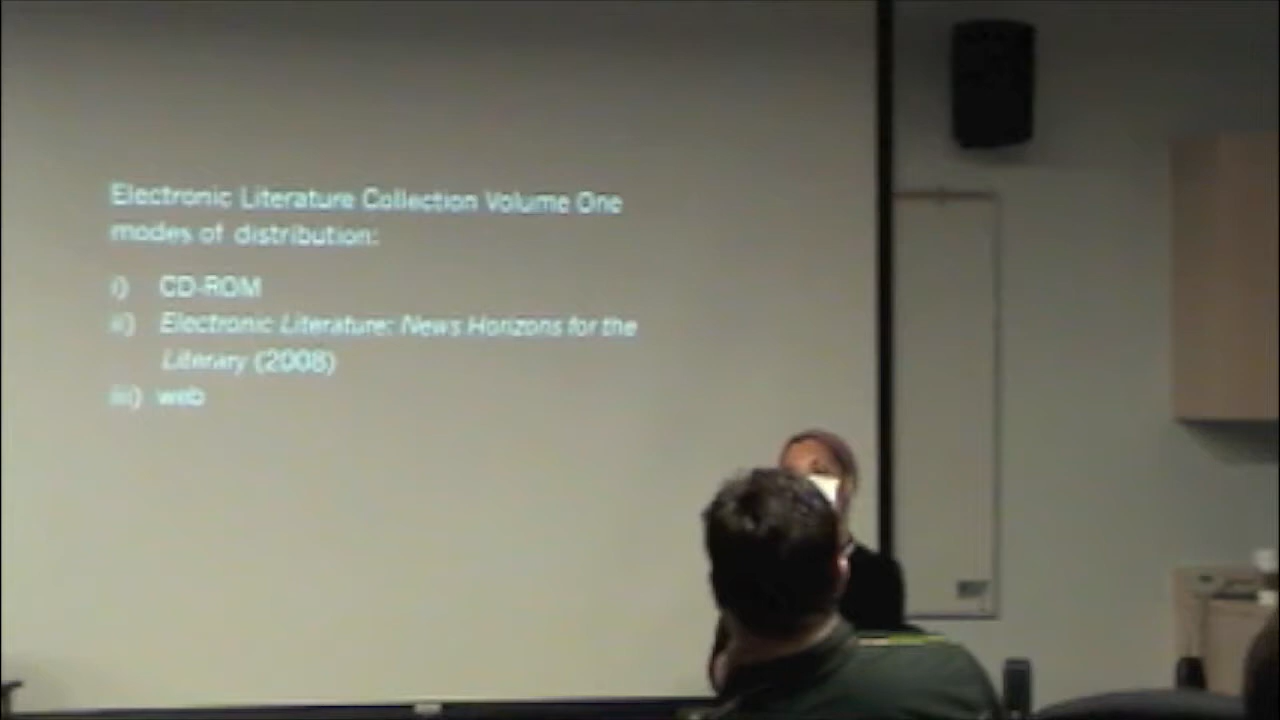 Electronic Literature Collection Volume One
modes of distribution:
i) CD-ROM
ii) Electronic Literature: News Horizons for the
Literary (2008)
iii) web